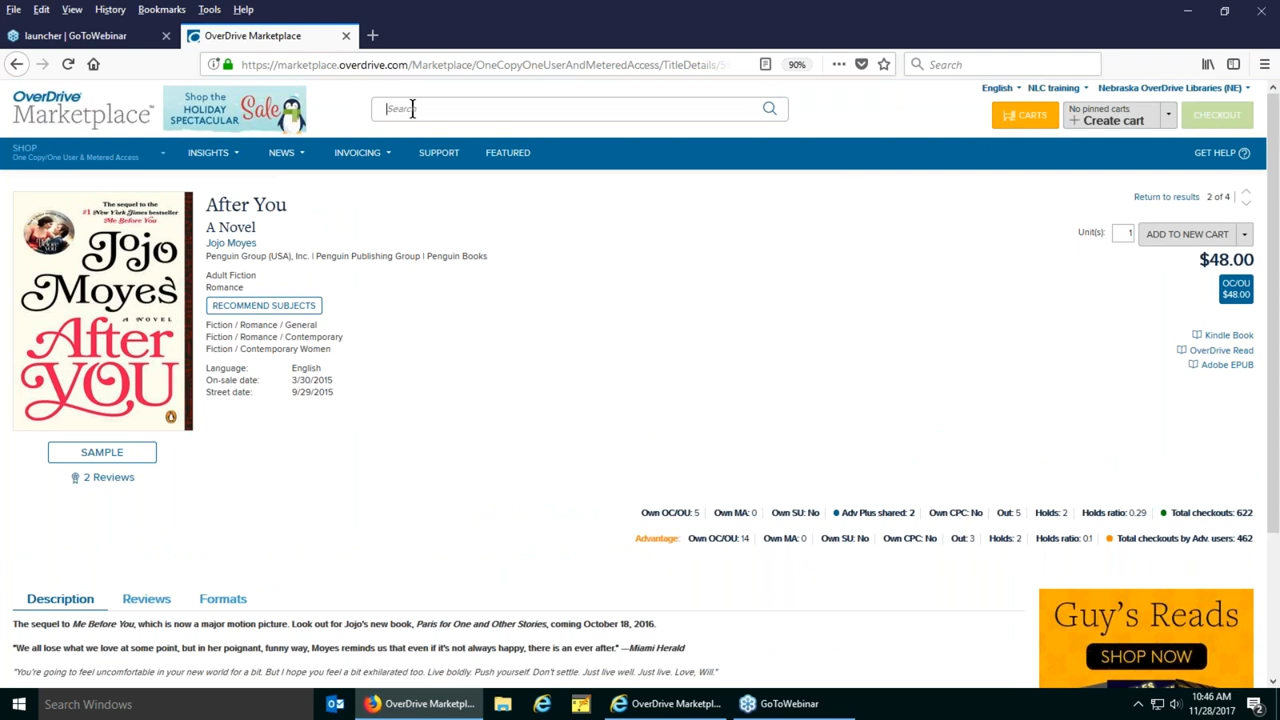 File Edit View History Bookmarks Tools Help
launcher | GoToWebinar
OverDrive Marketplace
https://marketplace.overdrive.com/Marketplace/OneCopyOneUserAndMeteredAccess/TitleDetails/
90%
Search
OverDrive
Marketplace™
Shop the
HOLIDAY
SPECTACULAR
Sale
Search
English
NLC training
Nebraska OverDrive Libraries (NE)
CARTS
No pinned carts
+ Create cart
CHECKOUT
SHOP
One Copy/One User & Metered Access
INSIGHTS
NEWS
INVOICING
SUPPORT
FEATURED
GET HELP
The sequel to
the #1 New York Times bestseller
Me Before You
Jojo
Moyes
A NOVEL
After
YOU
After You
A Novel
Jojo Moyes
Penguin Group (USA), Inc. | Penguin Publishing Group | Penguin Books
Adult Fiction
Romance
RECOMMEND SUBJECTS
Fiction / Romance / General
Fiction / Romance / Contemporary
Fiction / Contemporary Women
Language: English
On-sale date: 3/30/2015
Street date: 9/29/2015
Return to results 2 of 4
Unit(s): 1
ADD TO NEW CART
$48.00
OC/OU
$48.00
Kindle Book
OverDrive Read
Adobe EPUB
SAMPLE
2 Reviews
Own OC/OU: 5 Own MA: 0 Own SU: No Adv Plus shared: 2 Own CPC: No Out: 5 Holds: 2 Holds ratio: 0.29 Total checkouts: 622
Advantage: Own OC/OU: 14 Own MA: 0 Own SU: No Own CPC: No Out: 3 Holds: 2 Holds ratio: 0.1 Total checkouts by Adv. users: 462
Description Reviews Formats
The sequel to Me Before You, which is now a major motion picture. Look out for Jojo's new book, Paris for One and Other Stories, coming October 18, 2016.
"We all lose what we love at some point, but in her poignant, funny way, Moyes reminds us that even if it's not always happy, there is an ever after." —Miami Herald
"You're going to feel uncomfortable in your new world for a bit. But I hope you feel a bit exhilarated too. Live boldly. Push yourself. Don't settle. Just live well. Just live. Love, Will."
Guy's Reads
SHOP NOW
Search Windows
OverDrive Marketpl...
OverDrive Marketpl...
GoToWebinar
10:46 AM
11/28/2017
2